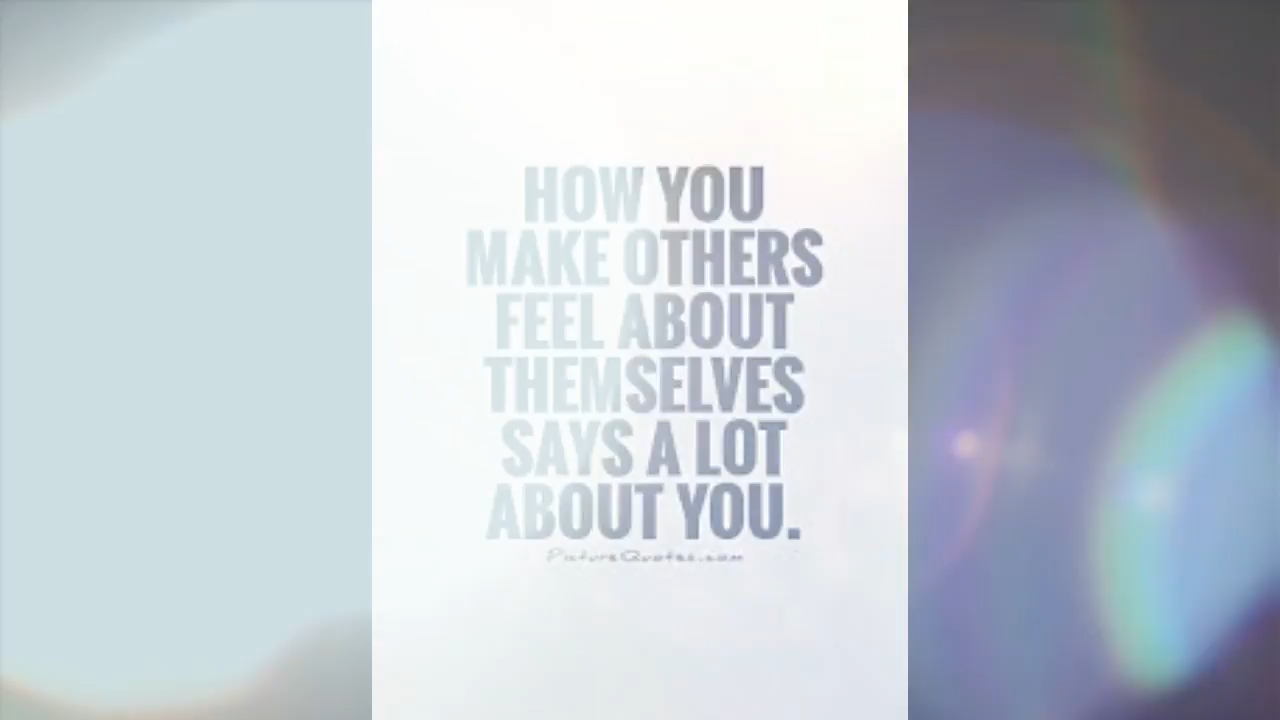 HOW YOU
MAKE OTHERS
FEEL ABOUT
THEMSELVES
SAYS A LOT
ABOUT YOU.
PictureQuotes.com